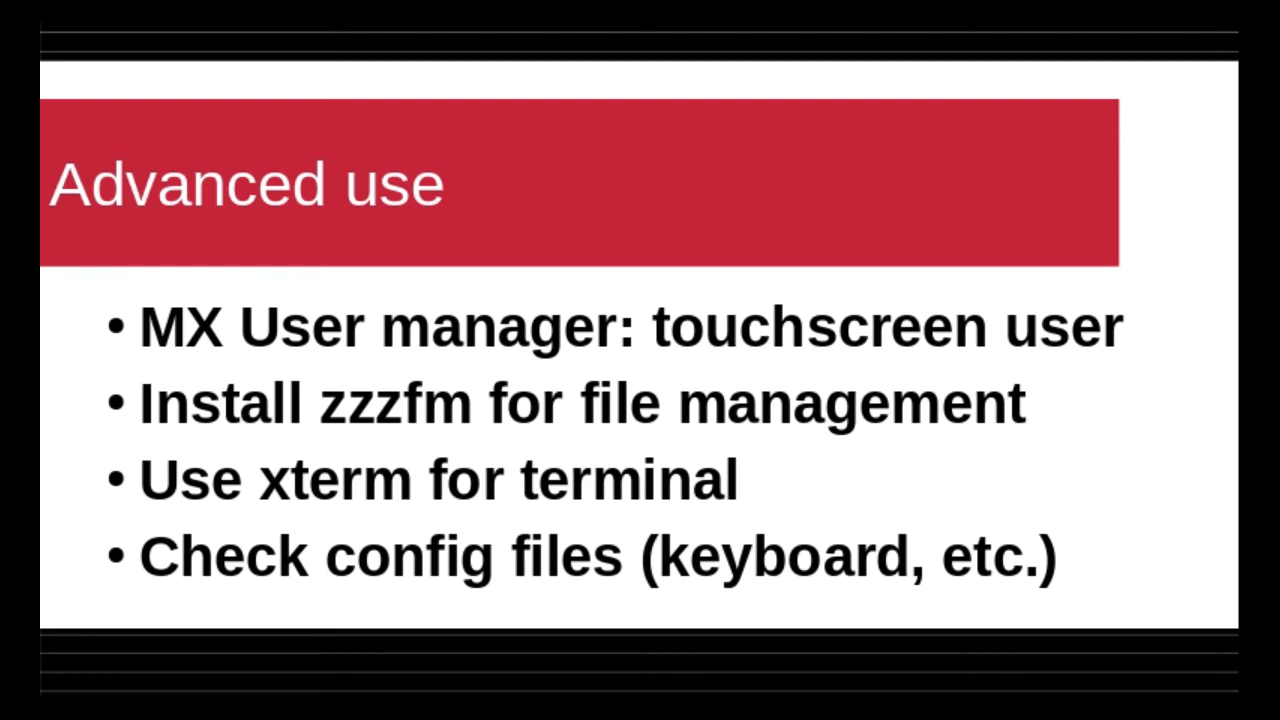 Advanced use
• MX User manager: touchscreen user
• Install zzzfm for file management
• Use xterm for terminal
• Check config files (keyboard, etc.)